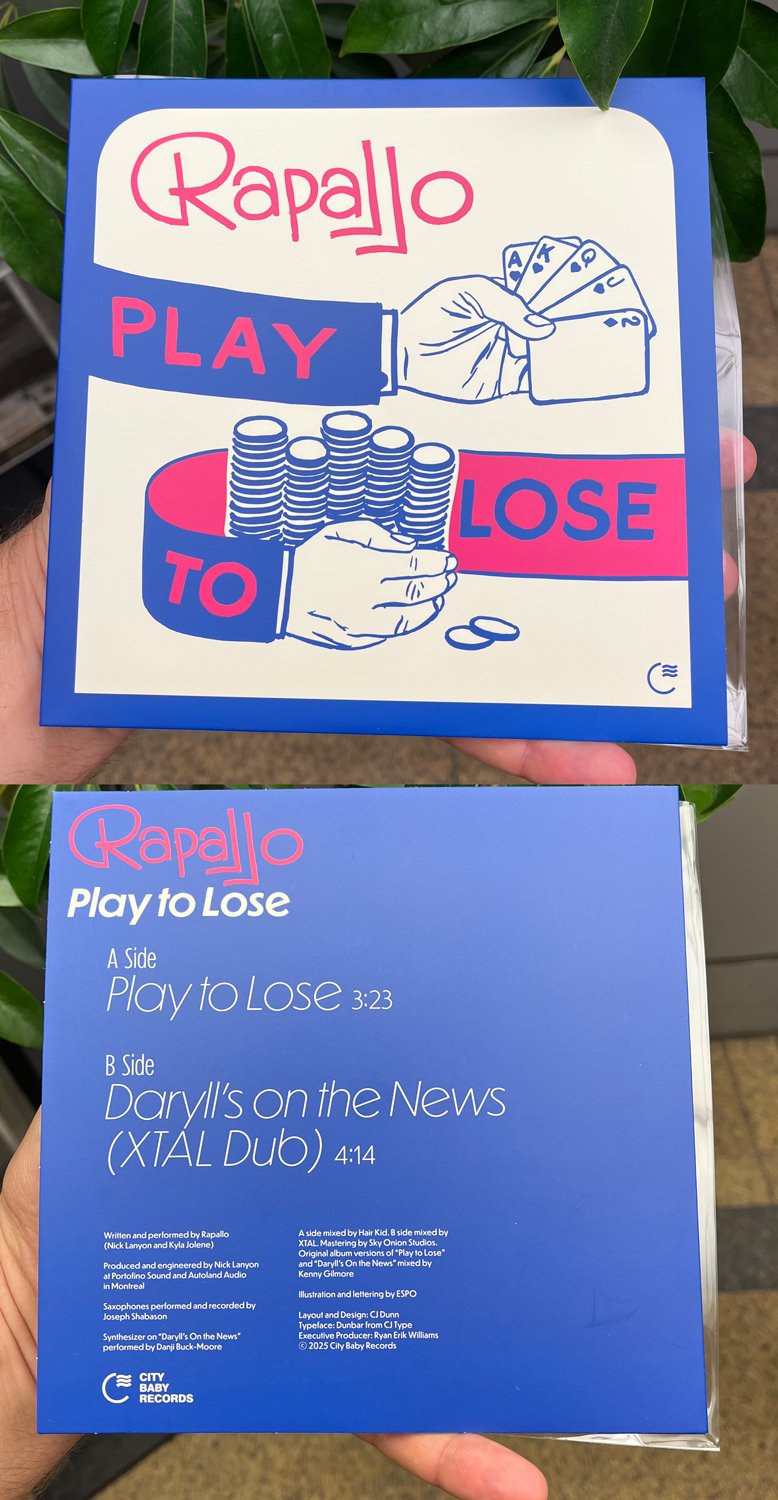 Rapallo
A K Q J 2
PLAY
LOSE
TO
Rapallo
Play to Lose
A Side
Play to Lose 3:23
B Side
Daryll's on the News
(XTAL Dub) 4:14
Written and performed by Rapallo
(Nick Lanyon and Kyla Jolene)
Produced and engineered by Nick Lanyon
at Portofino Sound and Autoland Audio
in Montreal
Saxophones performed and recorded by
Joseph Shabason
Synthesizer on "Daryll's On the News"
performed by Danji Buck-Moore
A side mixed by Hair Kid. B side mixed by
XTAL. Mastering by Sky Onion Studios.
Original album versions of "Play to Lose"
and "Daryll's On the News" mixed by
Kenny Gilmore
Illustration and lettering by ESPO
Layout and Design: CJ Dunn
Typeface: Dunbar from CJ Type
Executive Producer: Ryan Erik Williams
© 2025 City Baby Records
CITY
BABY
RECORDS